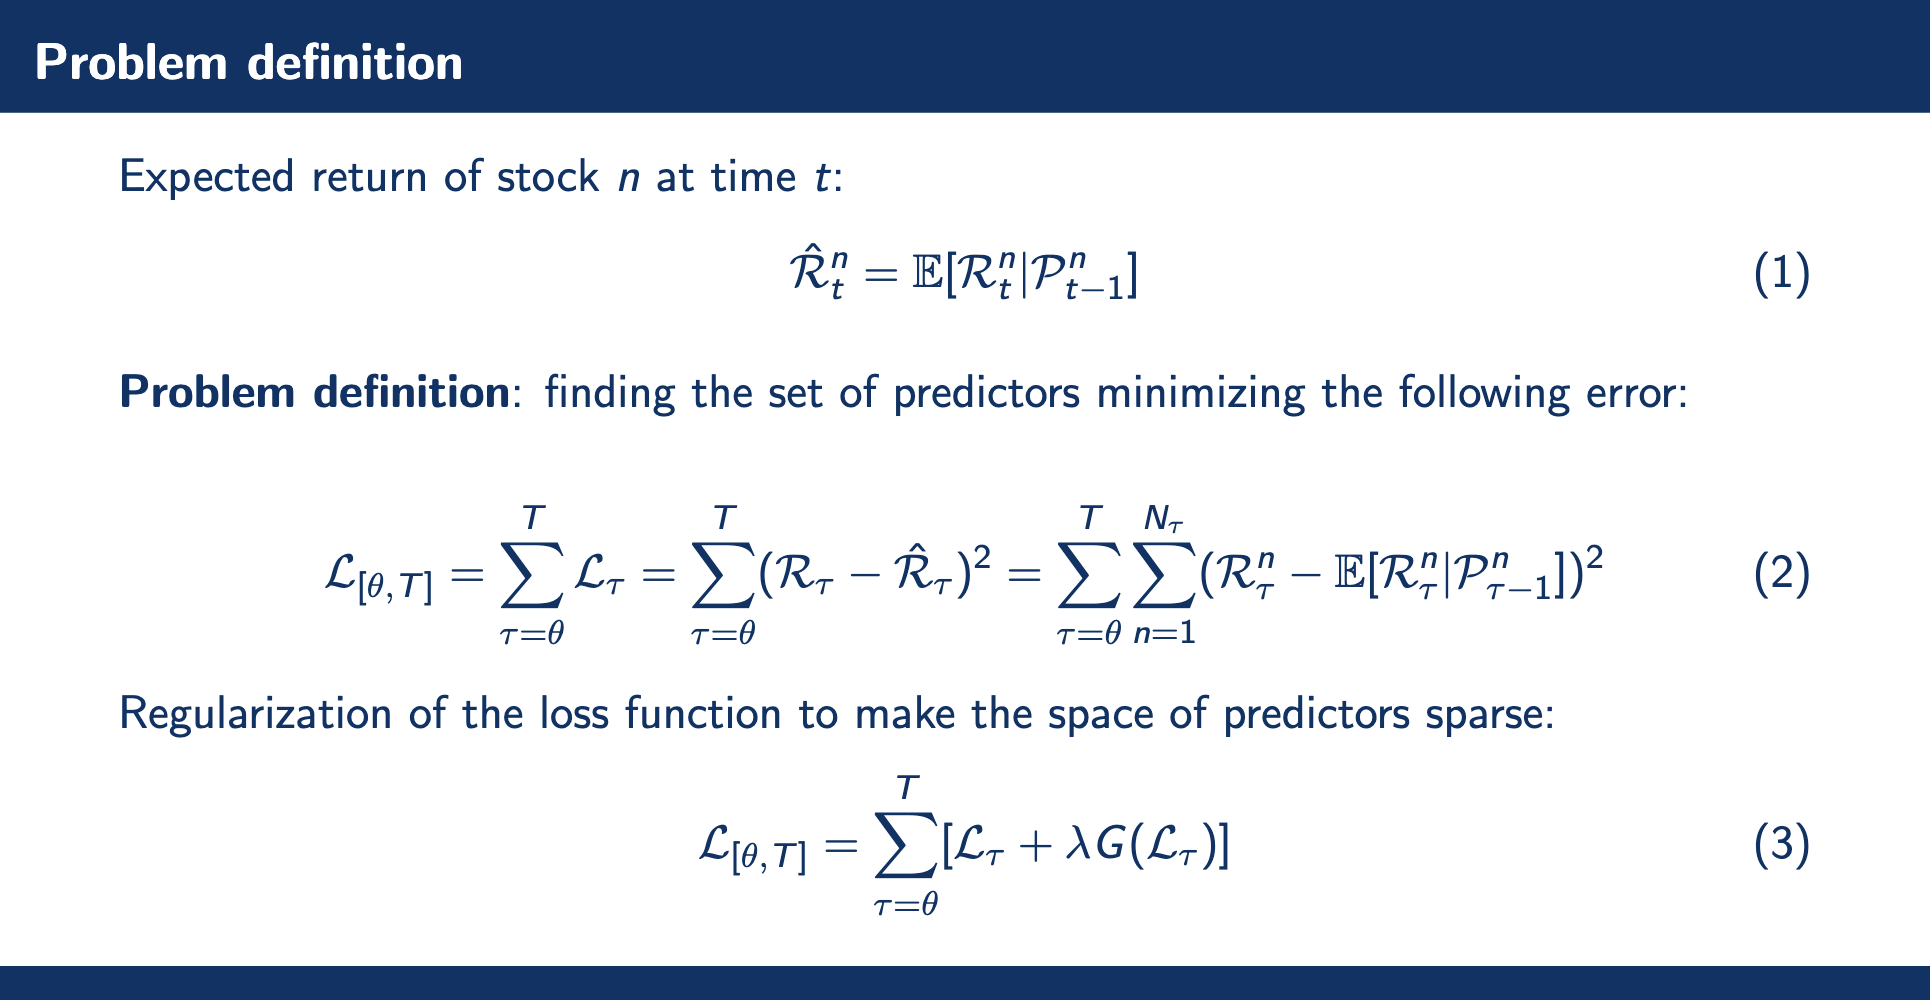 Problem definition
Expected return of stock n at time t:
$\hat{\mathcal{R}}_t^n = \mathbb{E}[\mathcal{R}_t^n | \mathcal{P}_{t-1}^n]$ (1)
Problem definition: finding the set of predictors minimizing the following error:
$\mathcal{L}_{[\theta,T]} = \sum_{\tau=\theta}^{T} \mathcal{L}_\tau = \sum_{\tau=\theta}^{T} (\mathcal{R}_\tau - \hat{\mathcal{R}}_\tau)^2 = \sum_{\tau=\theta}^{T} \sum_{n=1}^{N_\tau} (\mathcal{R}_\tau^n - \mathbb{E}[\mathcal{R}_\tau^n | \mathcal{P}_{\tau-1}^n])^2$ (2)
Regularization of the loss function to make the space of predictors sparse:
$\mathcal{L}_{[\theta,T]} = \sum_{\tau=\theta}^{T} [\mathcal{L}_\tau + \lambda G(\mathcal{L}_\tau)]$ (3)